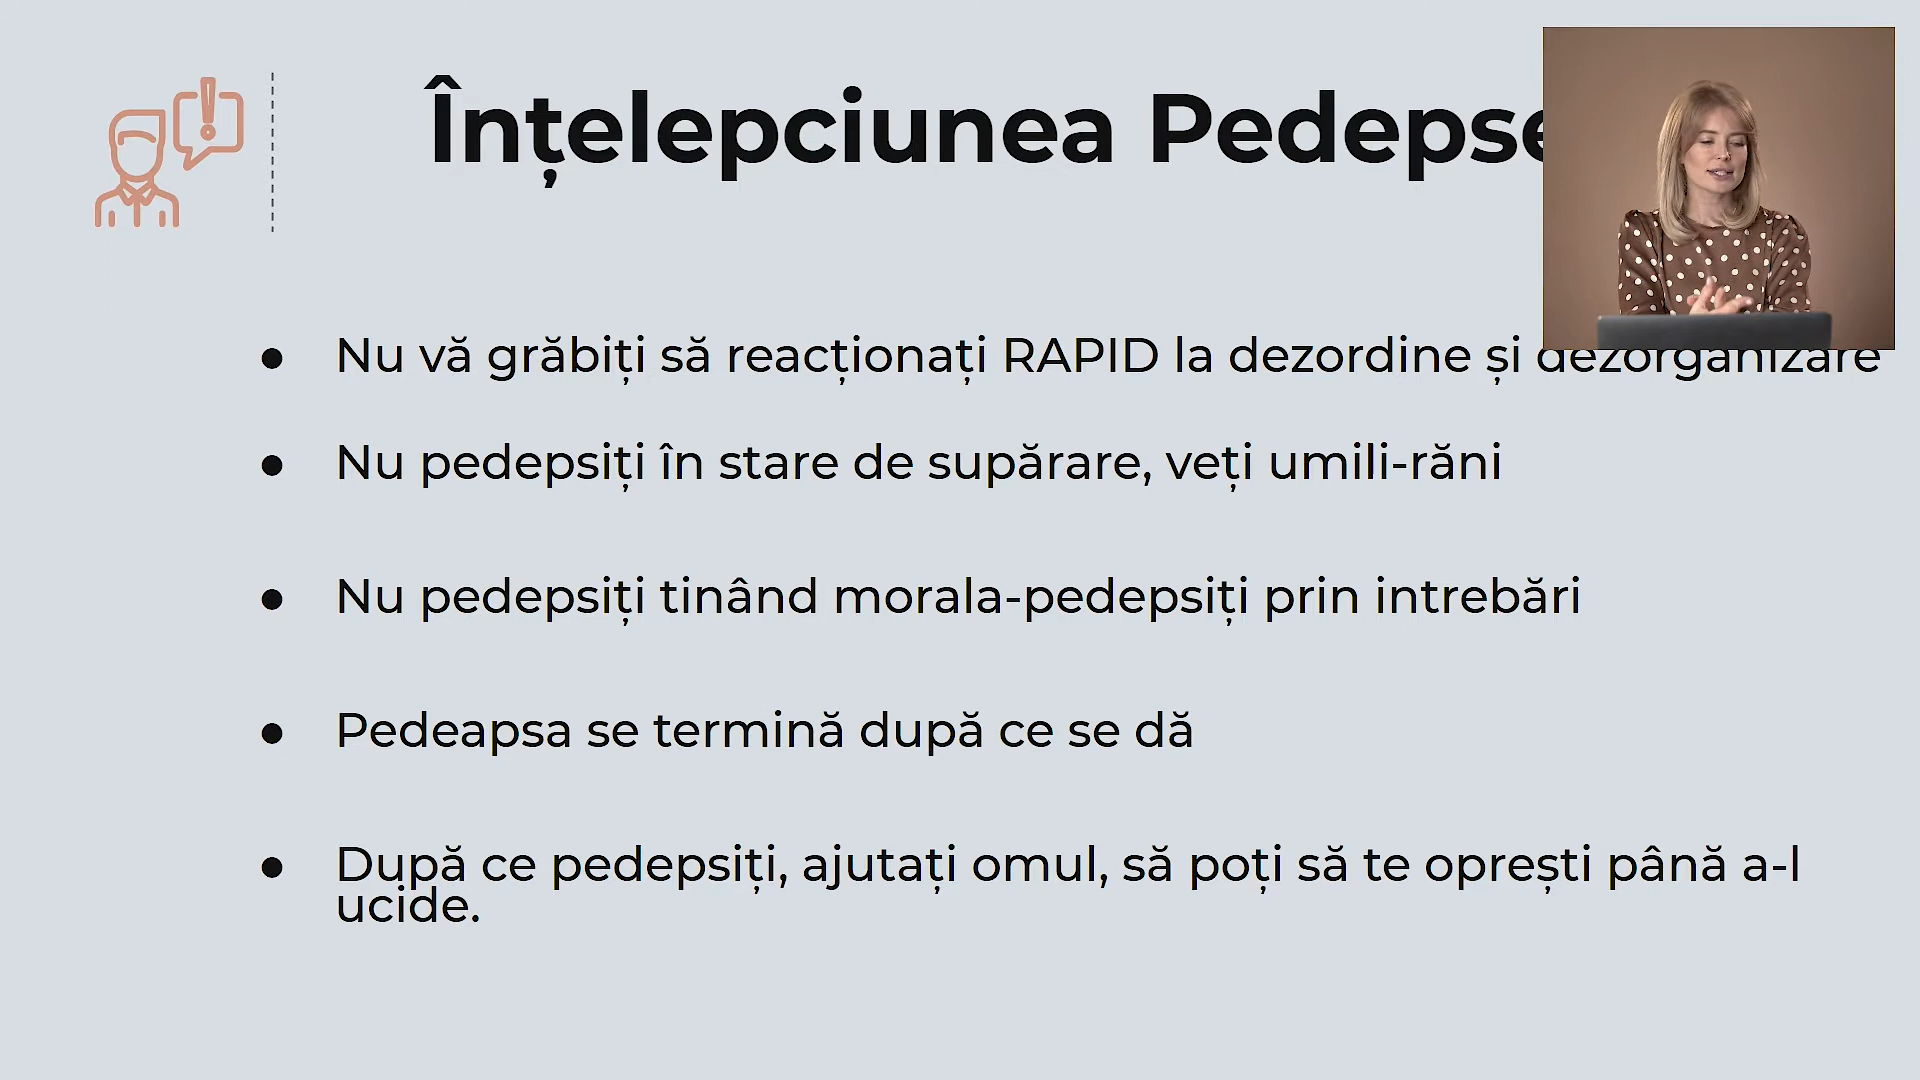 Înțelepciunea
Nu vă grăbiți să reacționați RAPID la dezordine și dezorganizare
Nu pedepsiți în stare de supărare, veți umili-răni
Nu pedepsiți tinând morala-pedepsiți prin intrebări
Pedeapsa se termină după ce se dă
După ce pedepsiți, ajutați omul, să poți să te oprești până a-l
ucide.